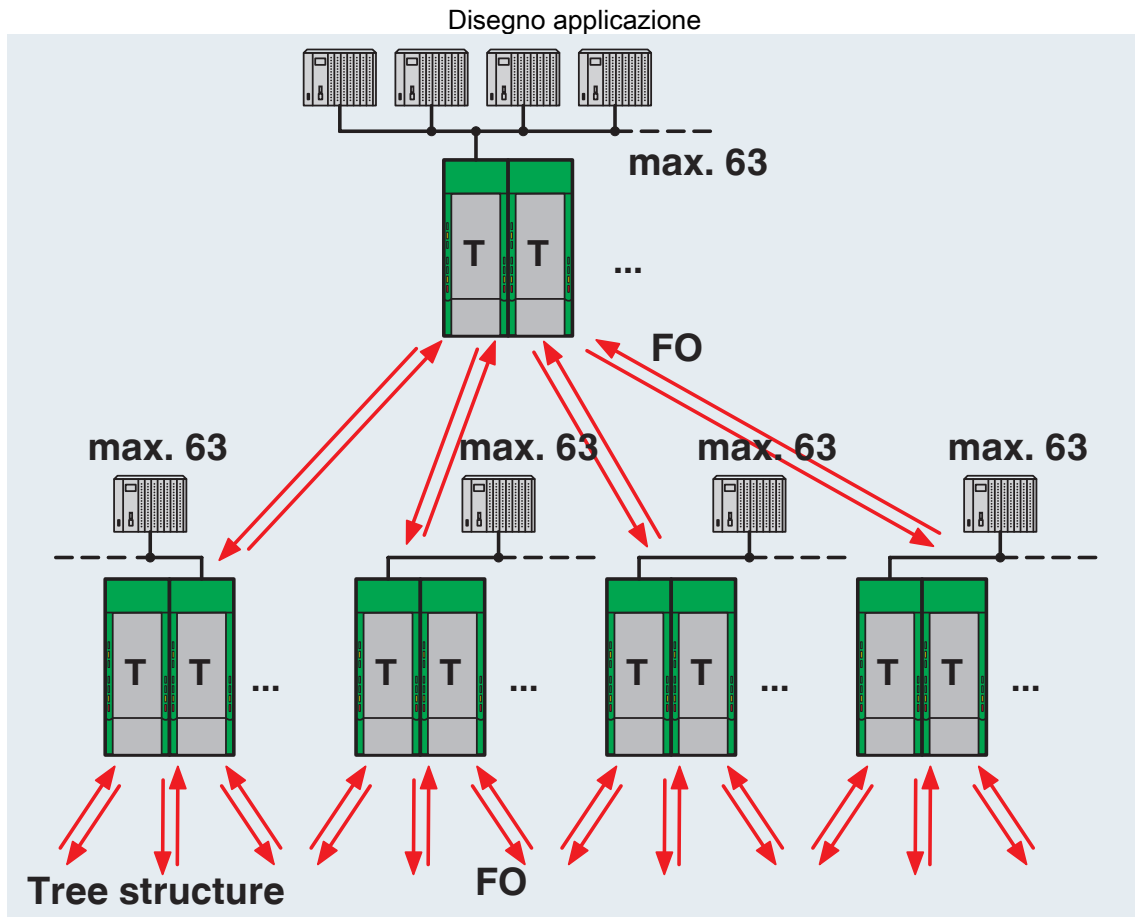 Disegno applicazione
max. 63
T T ...
FO
max. 63 max. 63 max. 63 max. 63
T T ... T T ... T T ... T T ...
Tree structure FO